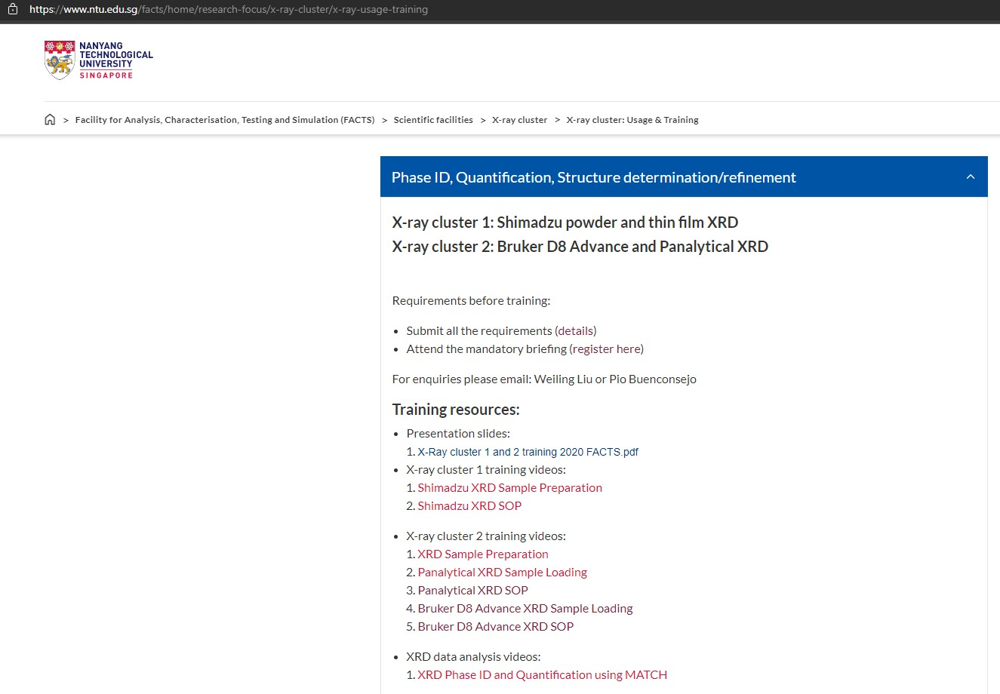 https://www.ntu.edu.sg/facts/home/research-focus/x-ray-cluster/x-ray-usage-training
NANYANG
TECHNOLOGICAL
UNIVERSITY
SINGAPORE
> Facility for Analysis, Characterisation, Testing and Simulation (FACTS) > Scientific facilities > X-ray cluster > X-ray cluster: Usage & Training
Phase ID, Quantification, Structure determination/refinement
X-ray cluster 1: Shimadzu powder and thin film XRD
X-ray cluster 2: Bruker D8 Advance and Panalytical XRD
Requirements before training:
• Submit all the requirements (details)
• Attend the mandatory briefing (register here)
For enquiries please email: Weiling Liu or Pio Buenconsejo
Training resources:
• Presentation slides:
1. X-Ray cluster 1 and 2 training 2020 FACTS.pdf
• X-ray cluster 1 training videos:
1. Shimadzu XRD Sample Preparation
2. Shimadzu XRD SOP
• X-ray cluster 2 training videos:
1. XRD Sample Preparation
2. Panalytical XRD Sample Loading
3. Panalytical XRD SOP
4. Bruker D8 Advance XRD Sample Loading
5. Bruker D8 Advance XRD SOP
• XRD data analysis videos:
1. XRD Phase ID and Quantification using MATCH